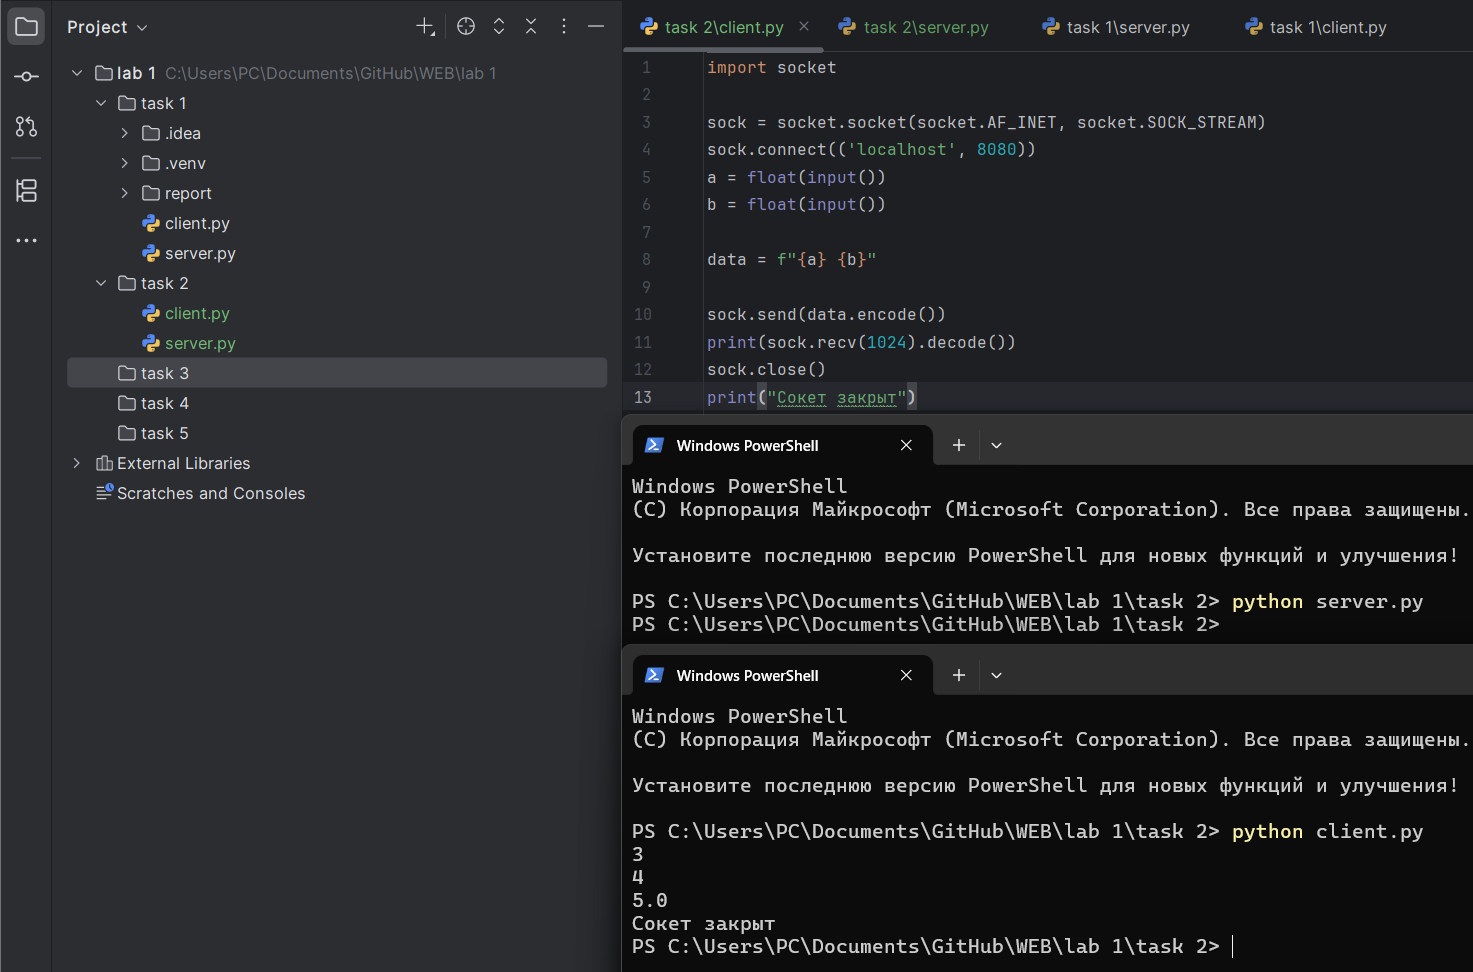 Project
lab 1 C:\Users\PC\Documents\GitHub\WEB\lab 1
task 1
.idea
.venv
report
client.py
server.py
task 2
client.py
server.py
task 3
task 4
task 5
External Libraries
Scratches and Consoles
task 2\client.py task 2\server.py task 1\server.py task 1\client.py
1 import socket
2
3 sock = socket.socket(socket.AF_INET, socket.SOCK_STREAM)
4 sock.connect(('localhost', 8080))
5 a = float(input())
6 b = float(input())
7
8 data = f"{a} {b}"
9
10 sock.send(data.encode())
11 print(sock.recv(1024).decode())
12 sock.close()
13 print("Сокет закрыт")
Windows PowerShell
Windows PowerShell
(C) Корпорация Майкрософт (Microsoft Corporation). Все права защищены.
Установите последнюю версию PowerShell для новых функций и улучшения!
PS C:\Users\PC\Documents\GitHub\WEB\lab 1\task 2> python server.py
PS C:\Users\PC\Documents\GitHub\WEB\lab 1\task 2>
Windows PowerShell
Windows PowerShell
(C) Корпорация Майкрософт (Microsoft Corporation). Все права защищены.
Установите последнюю версию PowerShell для новых функций и улучшения!
PS C:\Users\PC\Documents\GitHub\WEB\lab 1\task 2> python client.py
3
4
5.0
Сокет закрыт
PS C:\Users\PC\Documents\GitHub\WEB\lab 1\task 2>